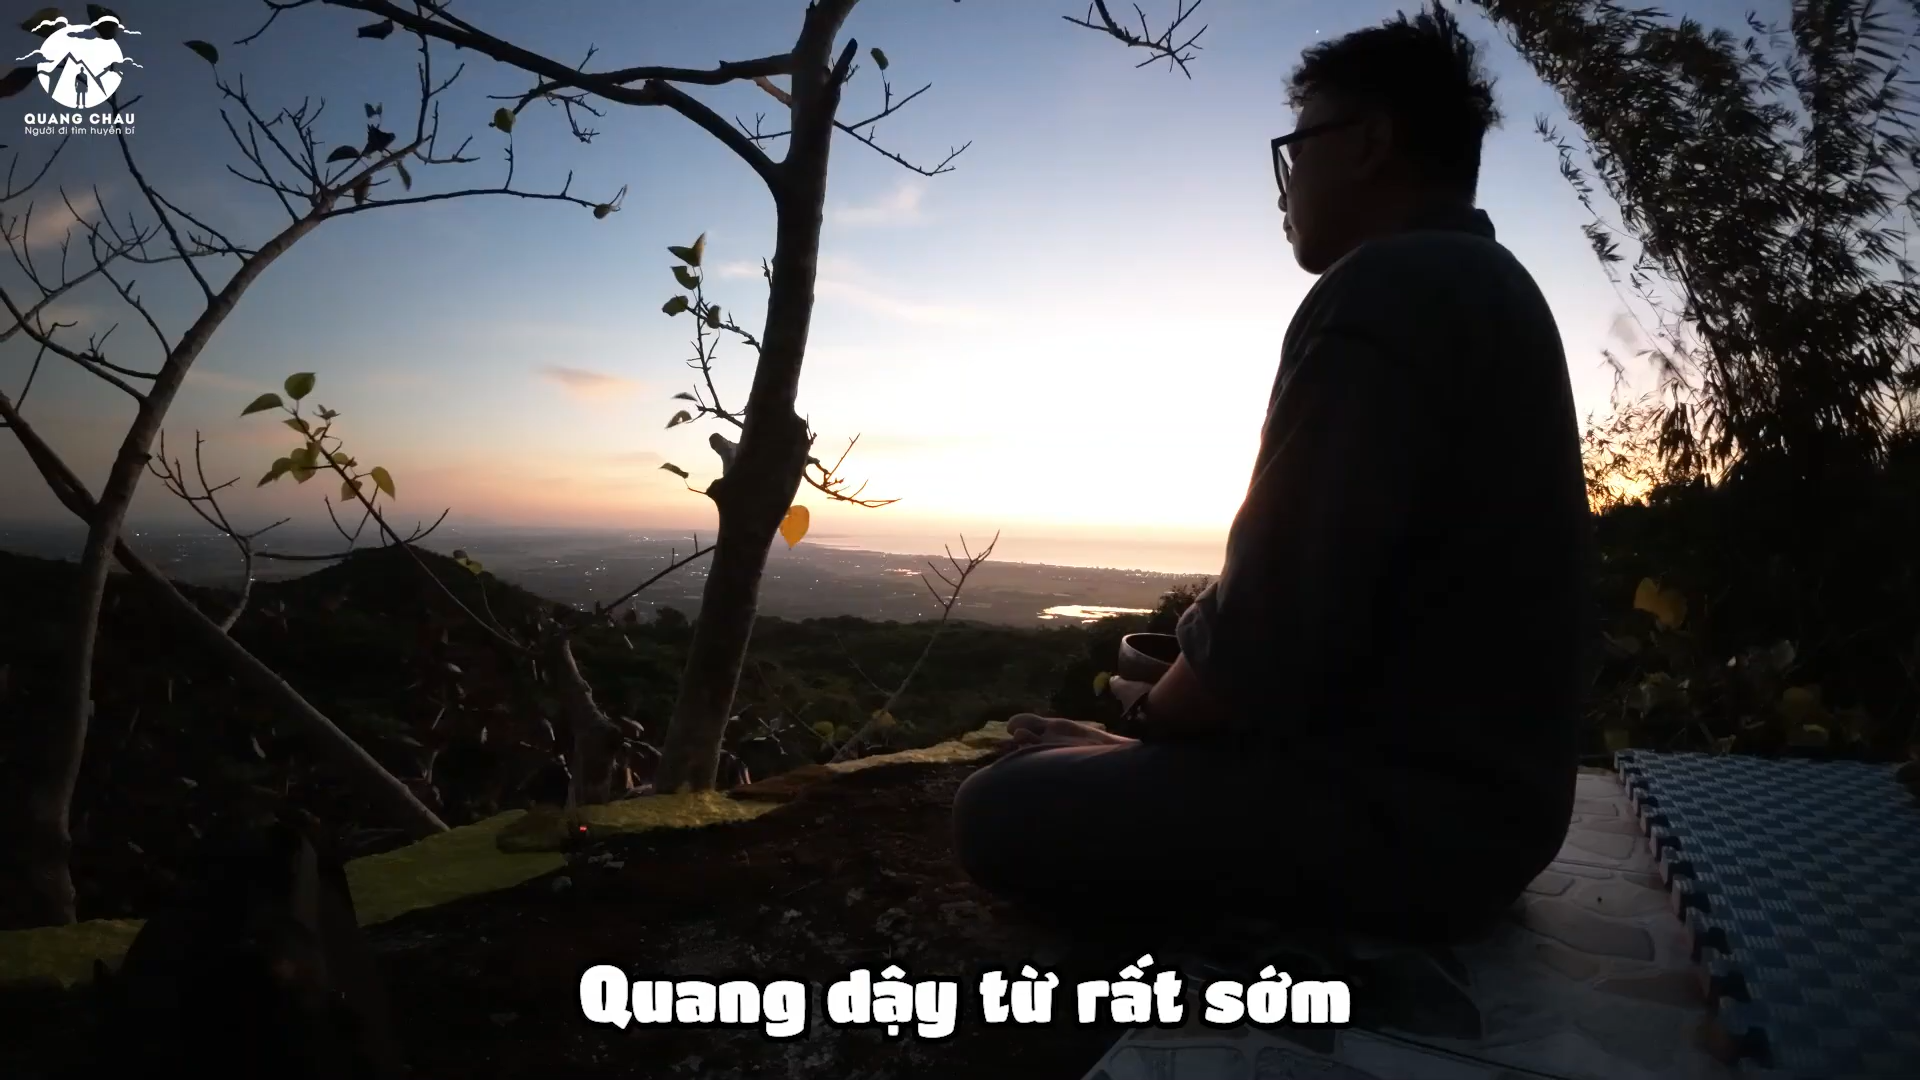 QUANG CHAU
Người đi tìm huyền bí
Quang dậy từ rất sớm